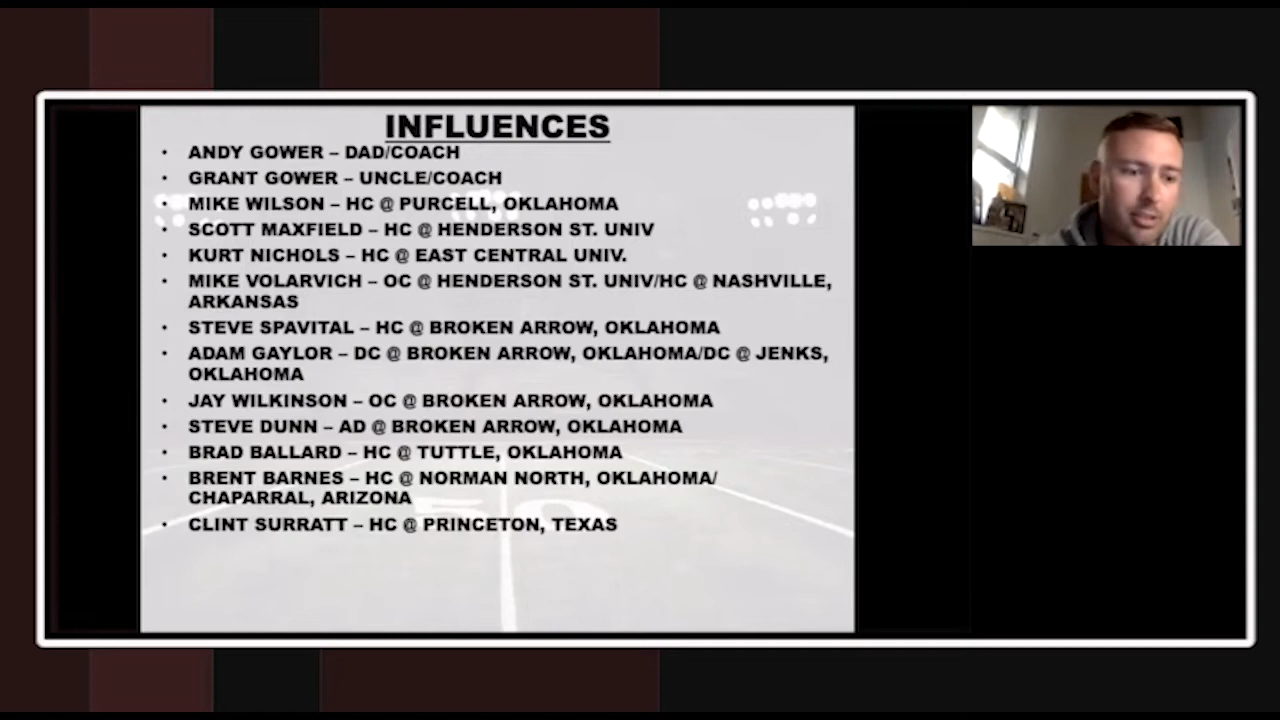 INFLUENCES
• ANDY GOWER – DAD/COACH
• GRANT GOWER – UNCLE/COACH
• MIKE WILSON – HC @ PURCELL, OKLAHOMA
• SCOTT MAXFIELD – HC @ HENDERSON ST. UNIV
• KURT NICHOLS – HC @ EAST CENTRAL UNIV.
• MIKE VOLARVICH – OC @ HENDERSON ST. UNIV/HC @ NASHVILLE,
ARKANSAS
• STEVE SPAVITAL – HC @ BROKEN ARROW, OKLAHOMA
• ADAM GAYLOR – DC @ BROKEN ARROW, OKLAHOMA/DC @ JENKS,
OKLAHOMA
• JAY WILKINSON – OC @ BROKEN ARROW, OKLAHOMA
• STEVE DUNN – AD @ BROKEN ARROW, OKLAHOMA
• BRAD BALLARD – HC @ TUTTLE, OKLAHOMA
• BRENT BARNES – HC @ NORMAN NORTH, OKLAHOMA/
CHAPARRAL, ARIZONA
• CLINT SURRATT – HC @ PRINCETON, TEXAS
50